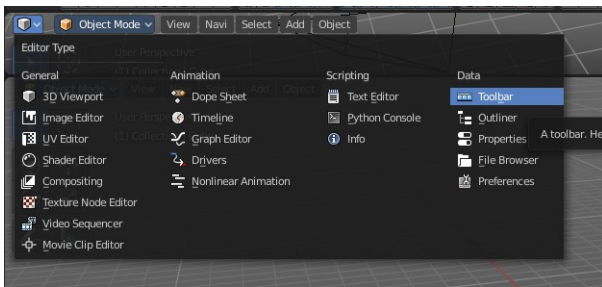 Object Mode View Navi Select Add Object
Editor Type
User Perspective
General Animation Scripting Data
3D Viewport Dope Sheet Text Editor Toolbar
Image Editor Timeline Python Console Outliner
UV Editor Graph Editor Info Properties A toolbar. He
Shader Editor Drivers File Browser
Compositing Nonlinear Animation Preferences
Texture Node Editor
Video Sequencer
Movie Clip Editor